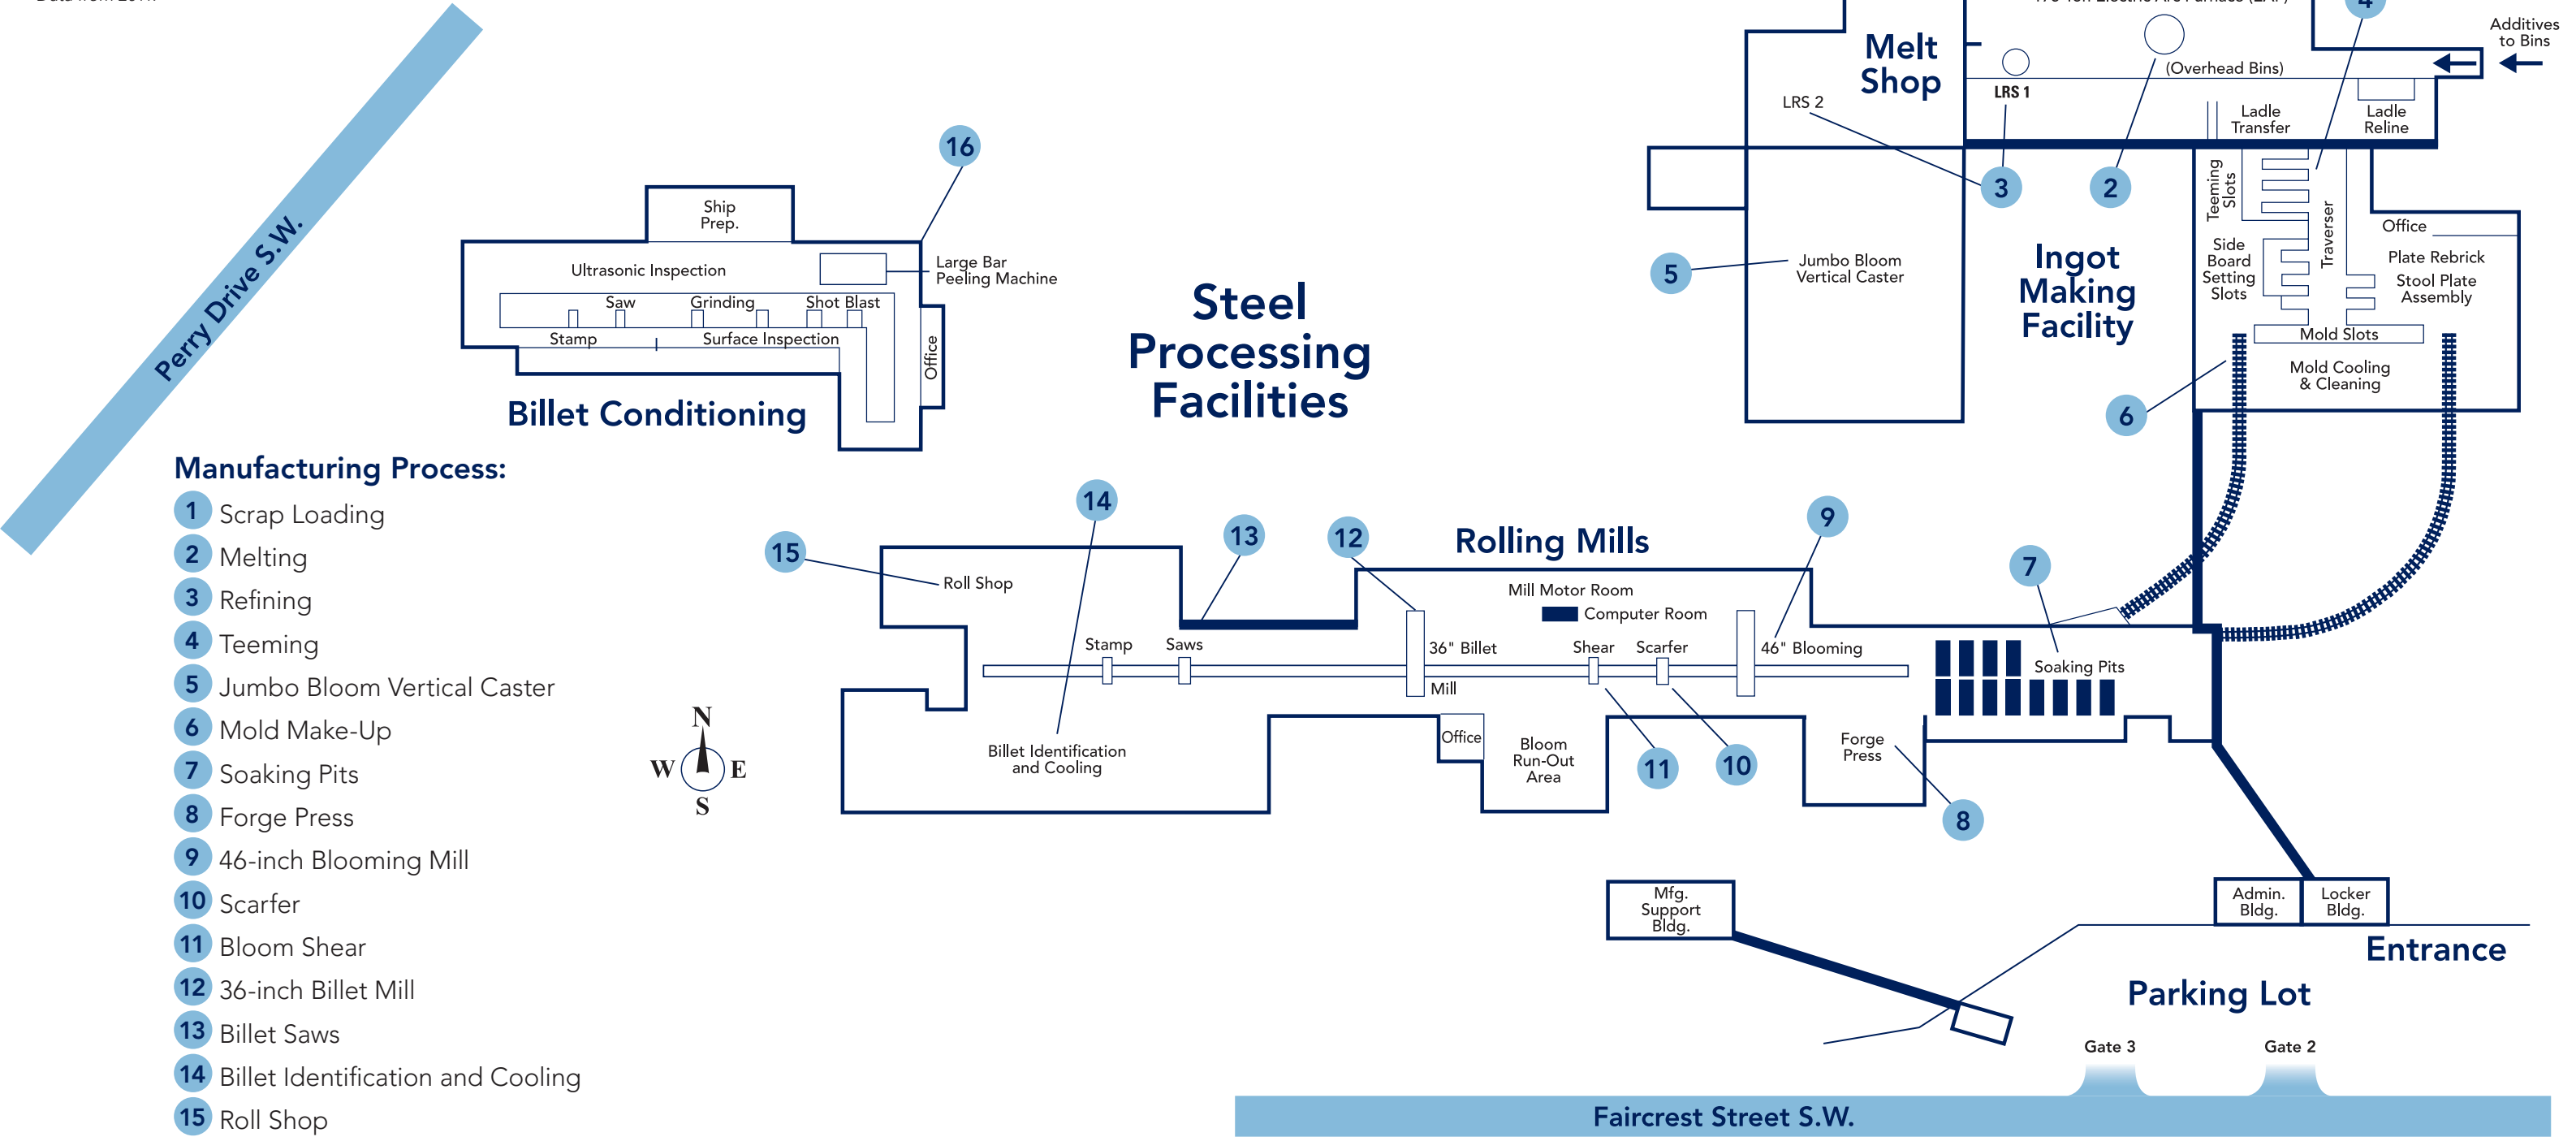 4
Additives
to Bins
Melt
Shop
(Overhead Bins)
LRS 1
LRS 2
Ladle
Transfer
Ladle
Reline
16
3
2
Teeming
Slots
Traverser
Office
Side
Board
Setting
Slots
Plate Rebrick
Stool Plate
Assembly
Mold Slots
Mold Cooling
& Cleaning
Ingot
Making
Facility
5
Jumbo Bloom
Vertical Caster
6
Perry Drive S.W.
Ship
Prep.
Ultrasonic Inspection
Large Bar
Peeling Machine
Saw
Grinding
Shot Blast
Stamp
Surface Inspection
Office
Billet Conditioning
Steel
Processing
Facilities
Manufacturing Process:
1 Scrap Loading
2 Melting
3 Refining
4 Teeming
5 Jumbo Bloom Vertical Caster
6 Mold Make-Up
7 Soaking Pits
8 Forge Press
9 46-inch Blooming Mill
10 Scarfer
11 Bloom Shear
12 36-inch Billet Mill
13 Billet Saws
14 Billet Identification and Cooling
15 Roll Shop
14
13
12
Rolling Mills
9
15
Roll Shop
Mill Motor Room
Computer Room
7
Stamp
Saws
36" Billet
Mill
Shear
Scarfer
46" Blooming
Soaking Pits
N
W E
S
Billet Identification
and Cooling
Office
Bloom
Run-Out
Area
11
10
Forge
Press
8
Mfg.
Support
Bldg.
Admin.
Bldg.
Locker
Bldg.
Entrance
Parking Lot
Gate 3
Gate 2
Faircrest Street S.W.